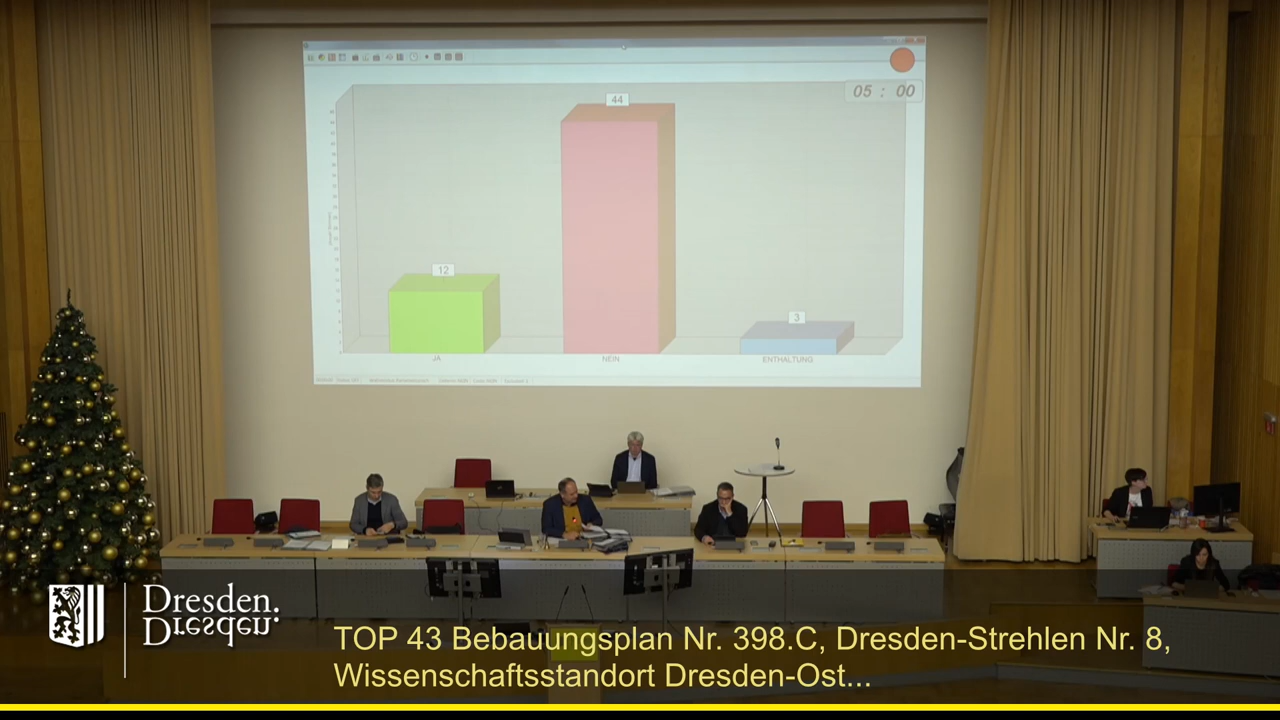 05 : 00
44
12
3
JA
NEIN
ENTHALTUNG
Dresden.
Dresden.
TOP 43 Bebauungsplan Nr. 398.C, Dresden-Strehlen Nr. 8,
Wissenschaftsstandort Dresden-Ost...